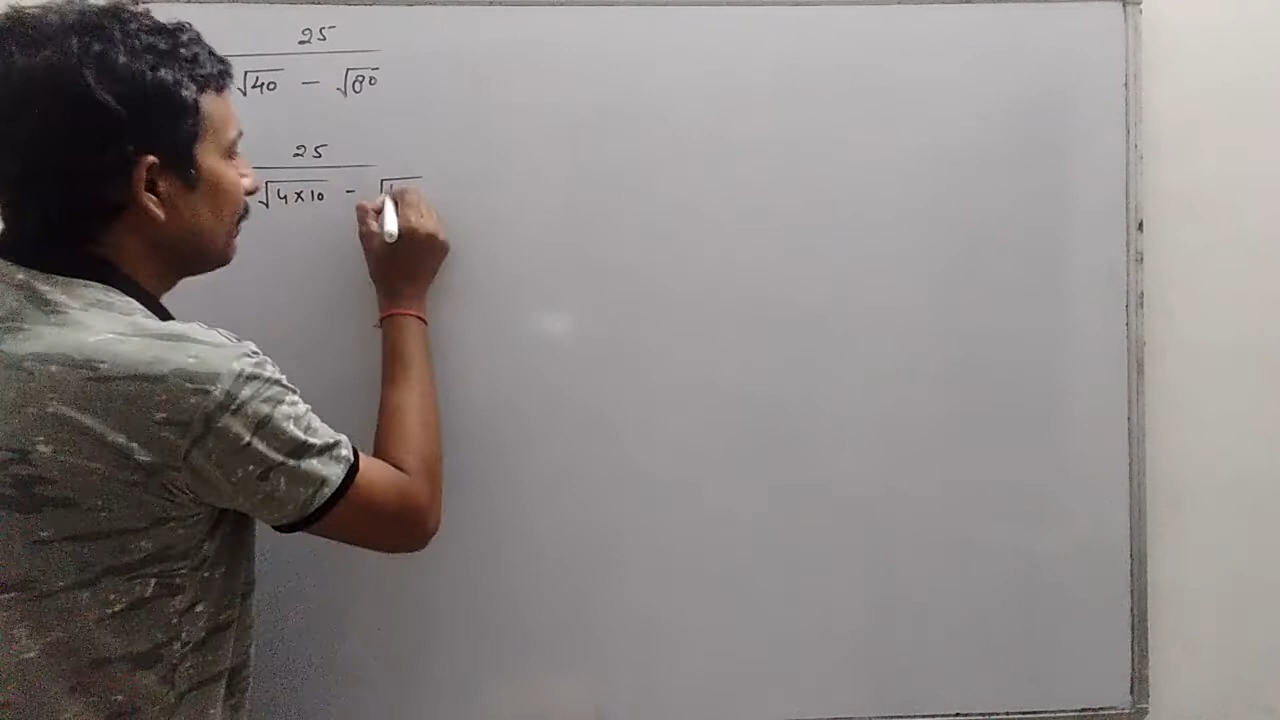 25
√40 - √80
25
√4×10 - √